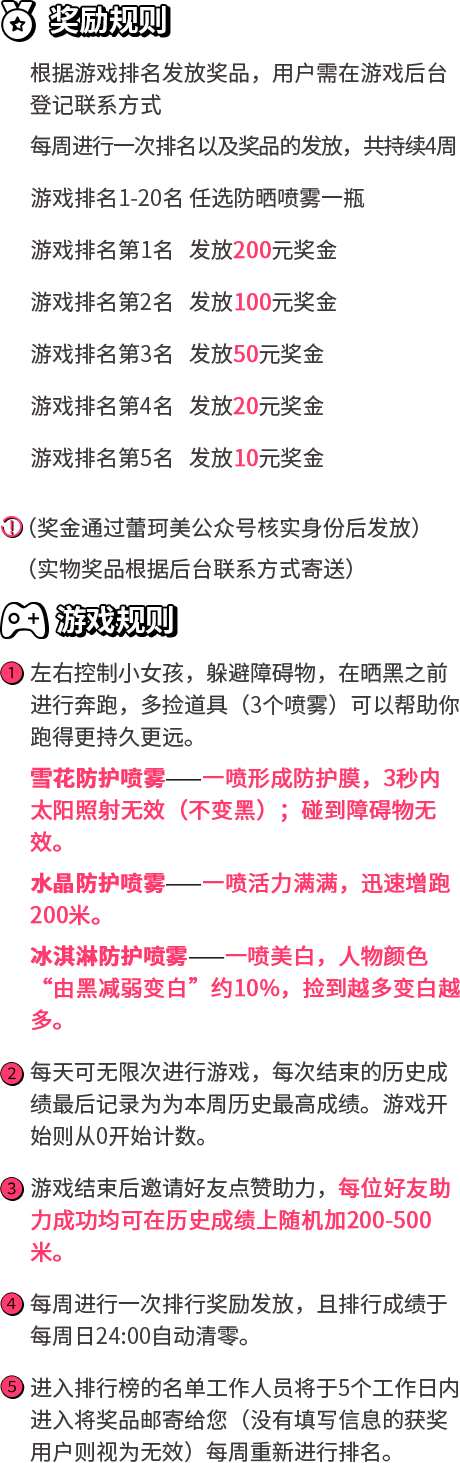 奖励规则
根据游戏排名发放奖品，用户需在游戏后台
登记联系方式
每周进行一次排名以及奖品的发放，共持续4周
游戏排名1-20名 任选防晒喷雾一瓶
游戏排名第1名 发放200元奖金
游戏排名第2名 发放100元奖金
游戏排名第3名 发放50元奖金
游戏排名第4名 发放20元奖金
游戏排名第5名 发放10元奖金
!（奖金通过蕾珂美公众号核实身份后发放）
（实物奖品根据后台联系方式寄送）
游戏规则
1 左右控制小女孩，躲避障碍物，在晒黑之前
进行奔跑，多捡道具（3个喷雾）可以帮助你
跑得更持久更远。
雪花防护喷雾——一喷形成防护膜，3秒内
太阳照射无效（不变黑）；碰到障碍物无
效。
水晶防护喷雾——一喷活力满满，迅速增跑
200米。
冰淇淋防护喷雾——一喷美白，人物颜色
“由黑减弱变白”约10%，捡到越多变白越
多。
2 每天可无限次进行游戏，每次结束的历史成
绩最后记录为为本周历史最高成绩。游戏开
始则从0开始计数。
3 游戏结束后邀请好友点赞助力，每位好友助
力成功均可在历史成绩上随机加200-500
米。
4 每周进行一次排行奖励发放，且排行成绩于
每周日24:00自动清零。
5 进入排行榜的名单工作人员将于5个工作日内
进入将奖品邮寄给您（没有填写信息的获奖
用户则视为无效）每周重新进行排名。